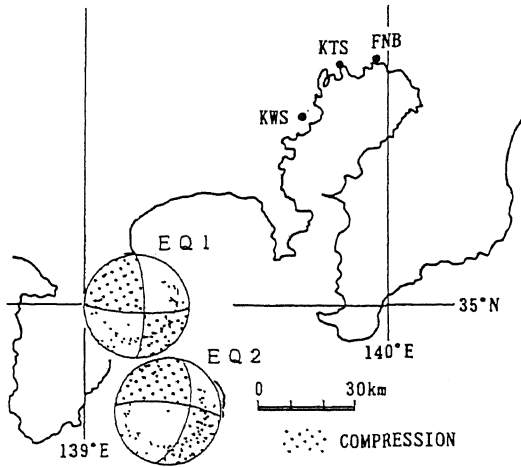 KTS
FNB
KWS
EQ1
35°N
EQ2
140°E
0 30km
139°E
COMPRESSION